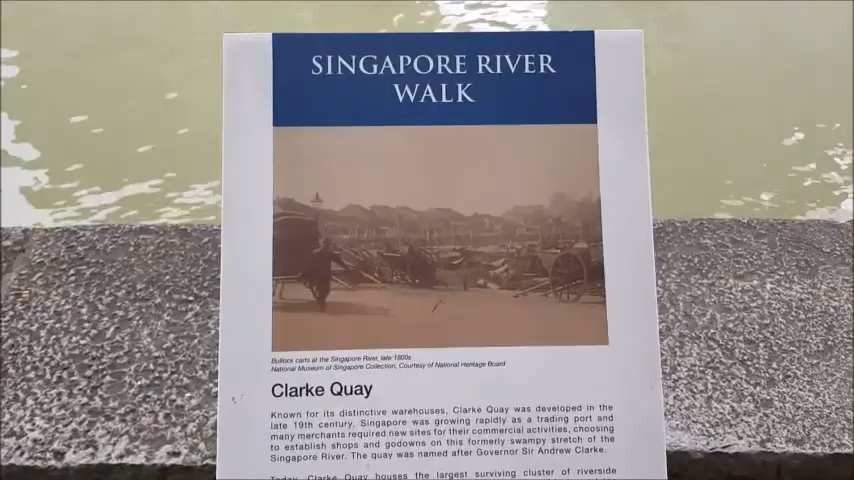 SINGAPORE RIVER
WALK
Bullock carts at the Singapore River, late 1800s
National Museum of Singapore Collection, Courtesy of National Heritage Board
Clarke Quay
Known for its distinctive warehouses, Clarke Quay was developed in the
late 19th century. Singapore was growing rapidly as a trading port and
many merchants required new sites for their commercial activities, choosing
to establish shops and godowns on this formerly swampy stretch of the
Singapore River. The quay was named after Governor Sir Andrew Clarke.
Today, Clarke Quay houses the largest surviving cluster of riverside